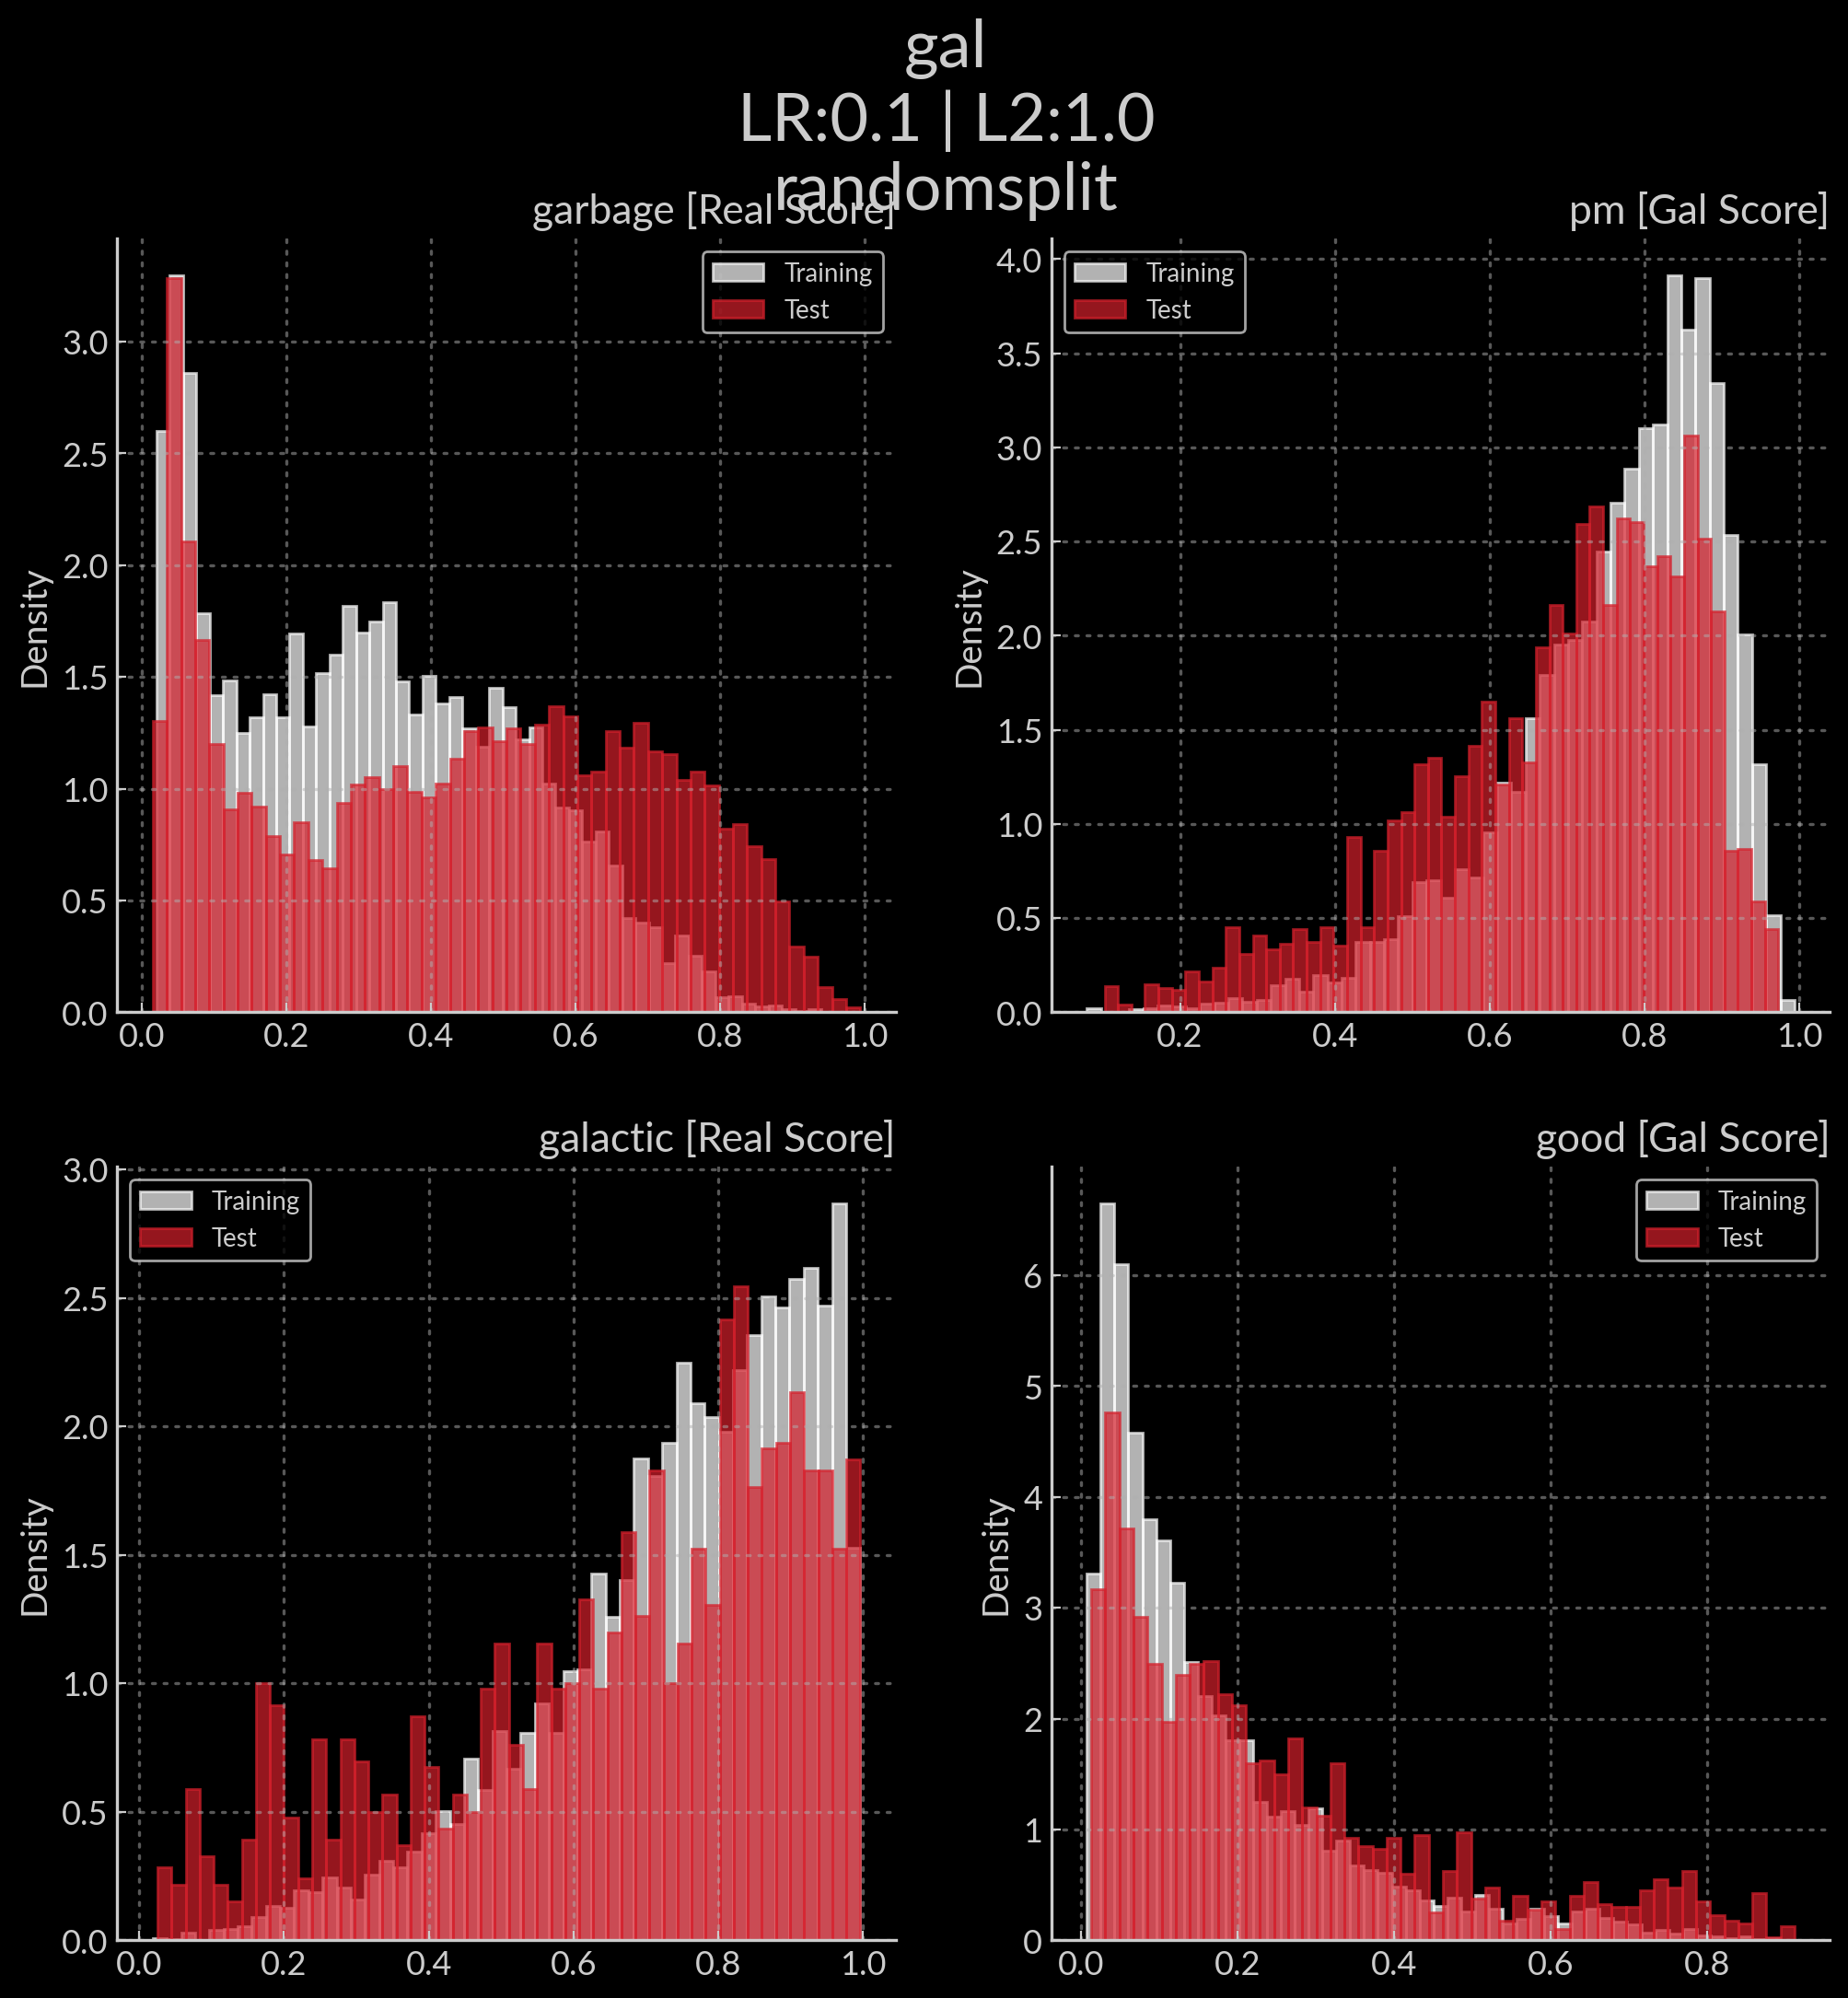 gal
LR:0.1 | L2:1.0
randomsplit
garbage [Real Score]
Training
Test
Density
3.0
2.5
2.0
1.5
1.0
0.5
0.0
0.0 0.2 0.4 0.6 0.8 1.0
pm [Gal Score]
Training
Test
Density
4.0
3.5
3.0
2.5
2.0
1.5
1.0
0.5
0.0
0.2 0.4 0.6 0.8 1.0
galactic [Real Score]
Training
Test
Density
3.0
2.5
2.0
1.5
1.0
0.5
0.0
0.0 0.2 0.4 0.6 0.8 1.0
good [Gal Score]
Training
Test
Density
6
5
4
3
2
1
0
0.0 0.2 0.4 0.6 0.8